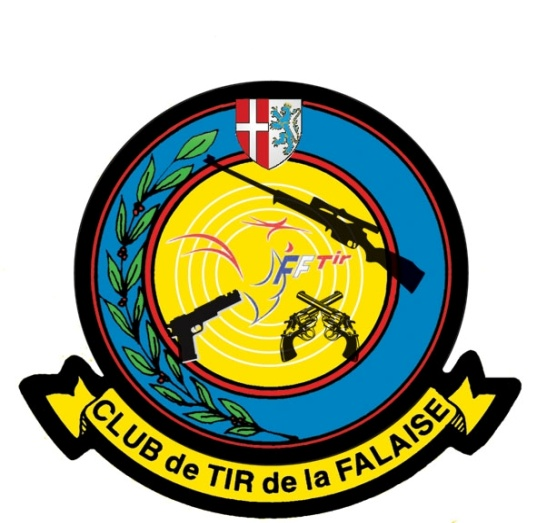 FFTir
CLUB de TIR de la FALAISE